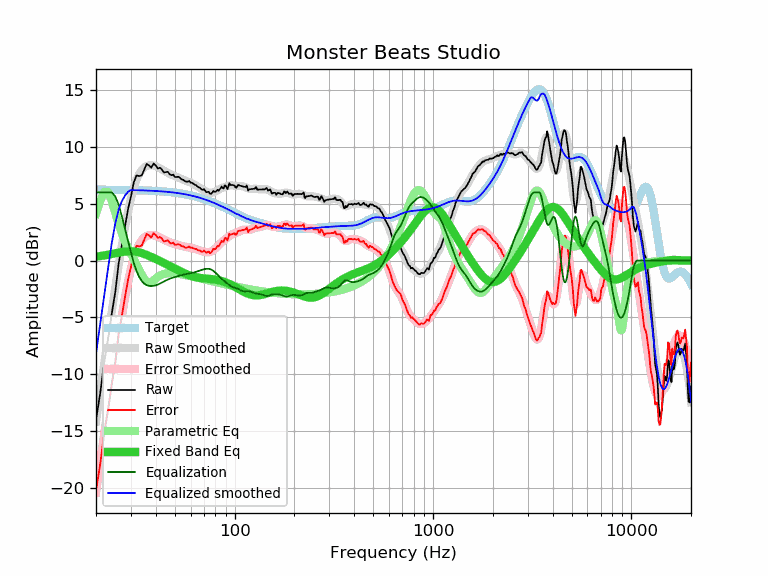 Monster Beats Studio
15
10
5
0
−5
−10
−15
−20
Amplitude (dBr)
Target
Raw Smoothed
Error Smoothed
Raw
Error
Parametric Eq
Fixed Band Eq
Equalization
Equalized smoothed
100
1000
10000
Frequency (Hz)